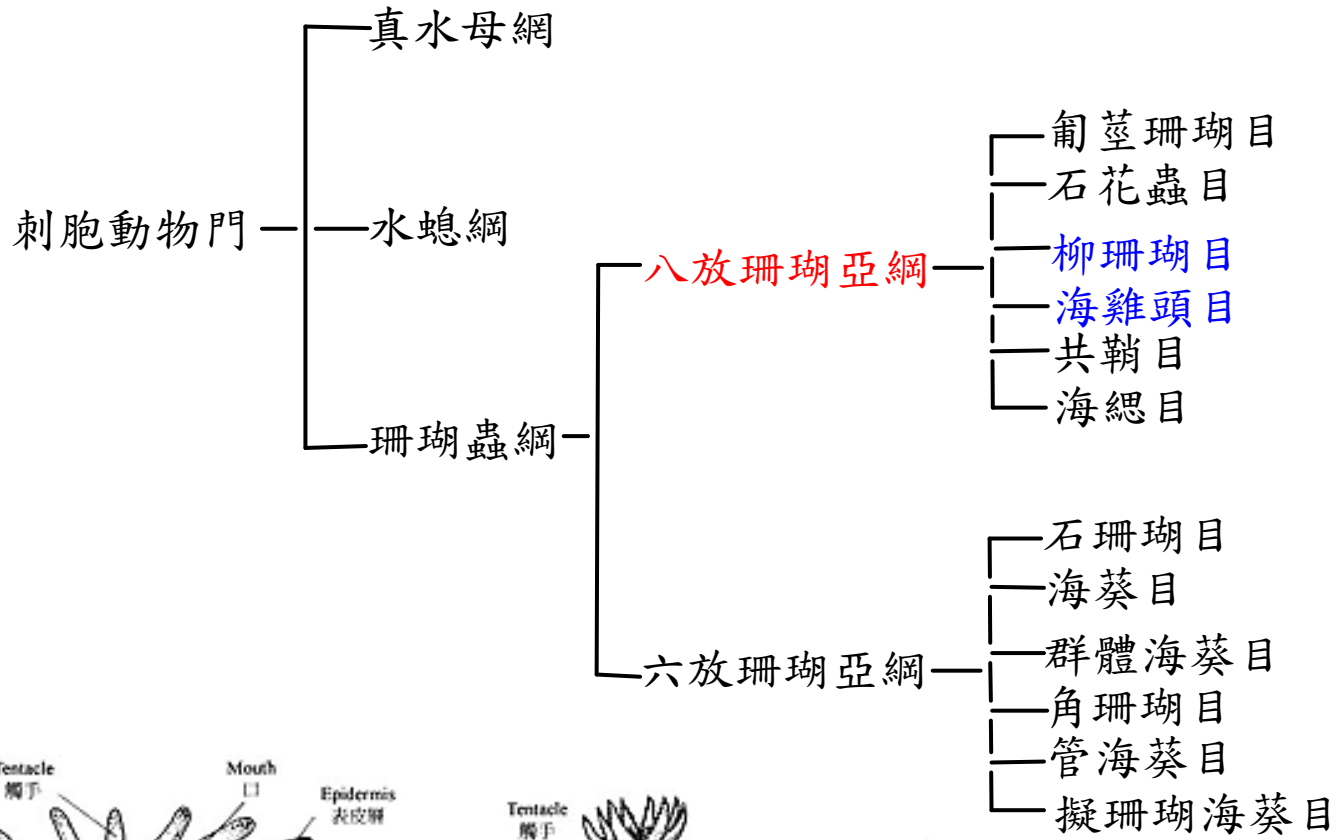 真水母綱
刺胞動物門
水螅綱
珊瑚蟲綱
八放珊瑚亞綱
匍莖珊瑚目
石花蟲目
柳珊瑚目
海雞頭目
共鞘目
海鰓目
六放珊瑚亞綱
石珊瑚目
海葵目
群體海葵目
角珊瑚目
管海葵目
擬珊瑚海葵目
Tentacle
觸手
Mouth
口
Epidermis
表皮層
Tentacle
觸手